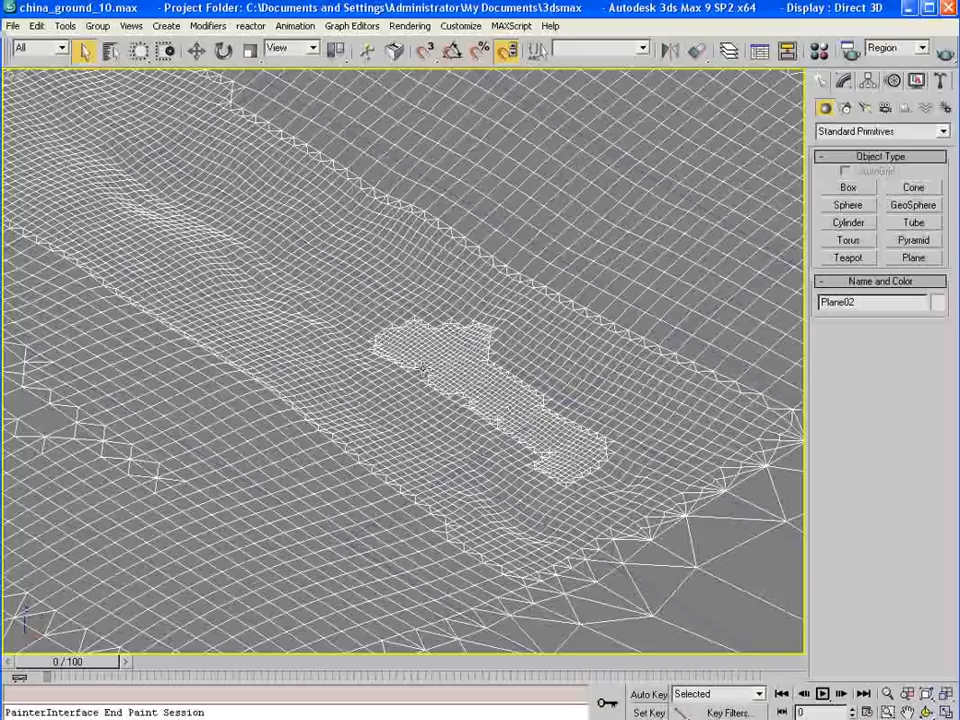 china_ground_10.max - Project Folder: C:\Documents and Settings\Administrator\My Documents\3dsmax - Autodesk 3ds Max 9 SP2 x64 - Display : Direct 3D
File Edit Tools Group Views Create Modifiers reactor Animation Graph Editors Rendering Customize MAXScript Help
All View Region
Standard Primitives
- Object Type
AutoGrid
Box Cone
Sphere GeoSphere
Cylinder Tube
Torus Pyramid
Teapot Plane
- Name and Color
Plane02
< 0 / 100 >
Auto Key Selected
PainterInterface End Paint Session Set Key Key Filters... 0